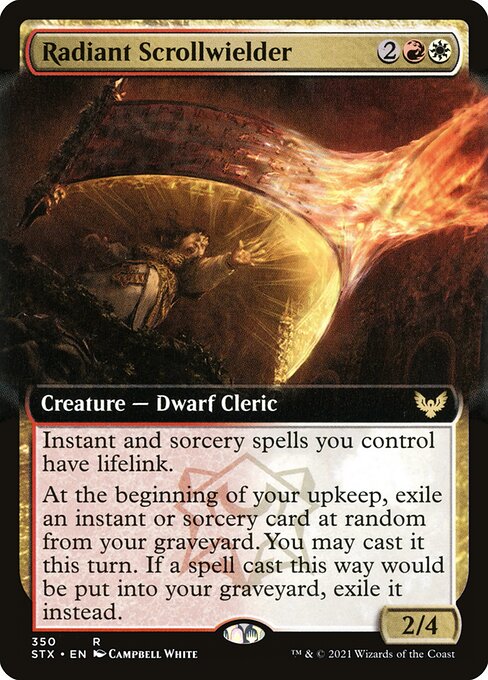 Radiant Scrollwielder 2
Creature — Dwarf Cleric
Instant and sorcery spells you control
have lifelink.
At the beginning of your upkeep, exile
an instant or sorcery card at random
from your graveyard. You may cast it
this turn. If a spell cast this way would
be put into your graveyard, exile it
instead.
2/4
350 R
STX • EN CAMPBELL WHITE
™ & © 2021 Wizards of the Coast